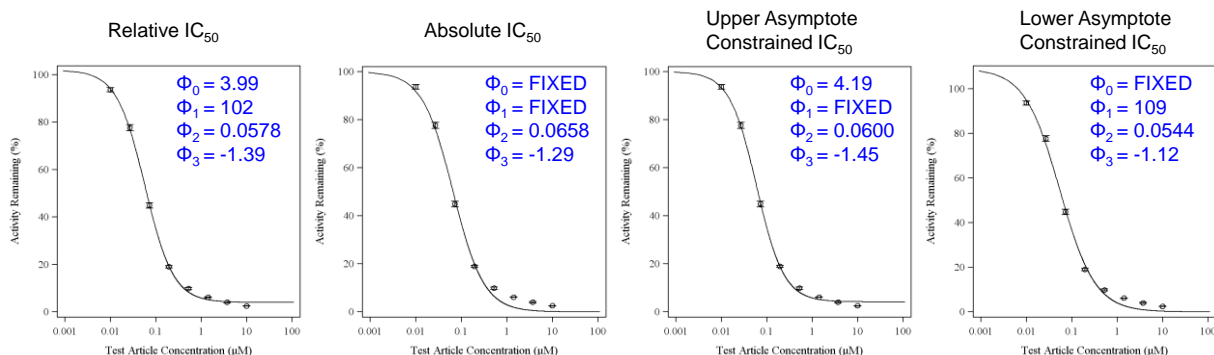 Relative IC₅₀
Φ₀ = 3.99
Φ₁ = 102
Φ₂ = 0.0578
Φ₃ = -1.39
Activity Remaining (%)
100
80
60
40
20
0
0.001 0.01 0.1 1 10 100
Test Article Concentration (μM)
Absolute IC₅₀
Φ₀ = FIXED
Φ₁ = FIXED
Φ₂ = 0.0658
Φ₃ = -1.29
Activity Remaining (%)
100
80
60
40
20
0
0.001 0.01 0.1 1 10 100
Test Article Concentration (μM)
Upper Asymptote
Constrained IC₅₀
Φ₀ = 4.19
Φ₁ = FIXED
Φ₂ = 0.0600
Φ₃ = -1.45
Activity Remaining (%)
100
80
60
40
20
0
0.001 0.01 0.1 1 10 100
Test Article Concentration (μM)
Lower Asymptote
Constrained IC₅₀
Φ₀ = FIXED
Φ₁ = 109
Φ₂ = 0.0544
Φ₃ = -1.12
Activity Remaining (%)
100
80
60
40
20
0
0.001 0.01 0.1 1 10 100
Test Article Concentration (μM)